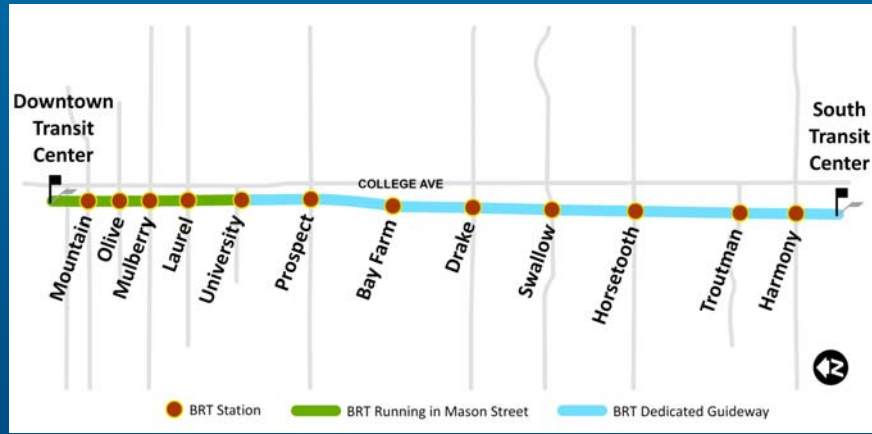 Downtown
Transit
Center
South
Transit
Center
COLLEGE AVE
Mountain
Olive
Mulberry
Laurel
University
Prospect
Bay Farm
Drake
Swallow
Horsetooth
Troutman
Harmony
N
BRT Station
BRT Running in Mason Street
BRT Dedicated Guideway